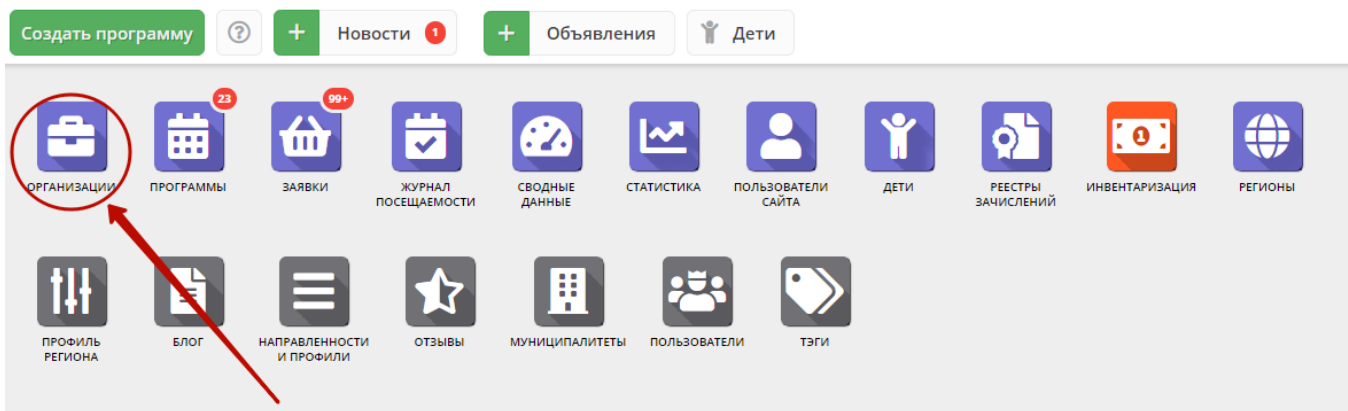 Создать программу
?
+ Новости 1
+ Объявления
Дети
23
99+
1
ОРГАНИЗАЦИИ
ПРОГРАММЫ
ЗАЯВКИ
ЖУРНАЛ
ПОСЕЩАЕМОСТИ
СВОДНЫЕ
ДАННЫЕ
СТАТИСТИКА
ПОЛЬЗОВАТЕЛИ
САЙТА
ДЕТИ
РЕЕСТРЫ
ЗАЧИСЛЕНИЙ
ИНВЕНТАРИЗАЦИЯ
РЕГИОНЫ
ПРОФИЛЬ
РЕГИОНА
БЛОГ
НАПРАВЛЕННОСТИ
И ПРОФИЛИ
ОТЗЫВЫ
МУНИЦИПАЛИТЕТЫ
ПОЛЬЗОВАТЕЛИ
ТЭГИ